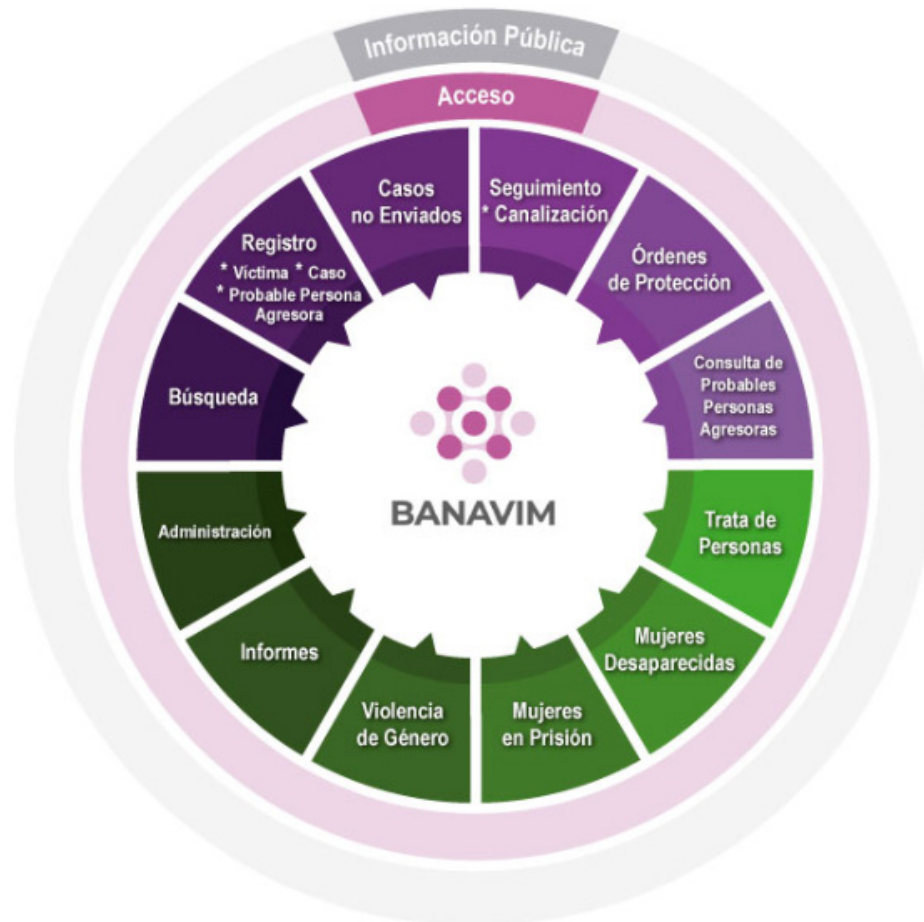 Información Pública
Acceso
Casos
no Enviados
Seguimiento
* Canalización
Registro
* Víctima * Caso
* Probable Persona
Agresora
Órdenes
de Protección
Búsqueda
Consulta de
Probables
Personas
Agresoras
BANAVIM
Administración
Trata de
Personas
Informes
Mujeres
Desaparecidas
Violencia
de Género
Mujeres
en Prisión